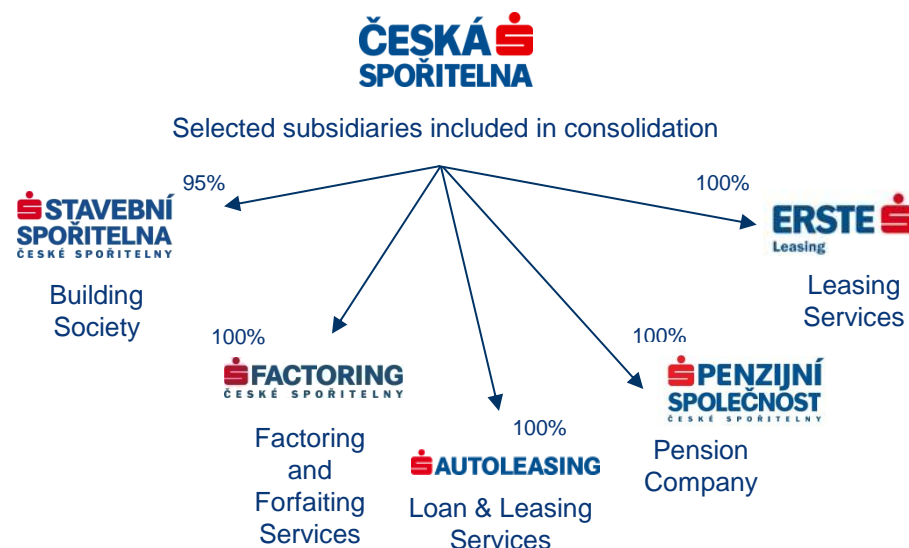 ČESKÁ
SPOŘITELNA
Selected subsidiaries included in consolidation
95%
STAVEBNÍ
SPOŘITELNA
ČESKÉ SPOŘITELNY
Building
Society
100%
ERSTE
Leasing
Leasing
Services
100%
FACTORING
ČESKÉ SPOŘITELNY
Factoring
and
Forfaiting
Services
100%
AUTOLEASING
Loan & Leasing
Services
100%
PENZIJNÍ
SPOLEČNOST
ČESKÉ SPOŘITELNY
Pension
Company